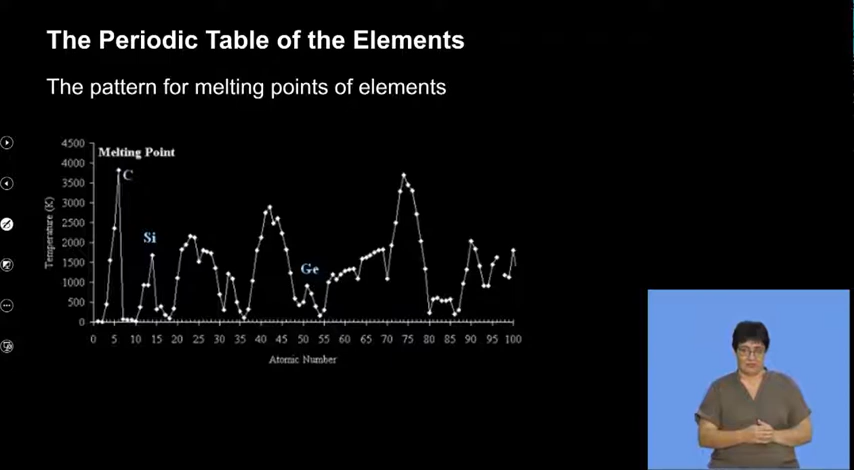 The Periodic Table of the Elements
The pattern for melting points of elements
Melting Point
C
Si
Ge
Temperature (K)
4500
4000
3500
3000
2500
2000
1500
1000
500
0
0 5 10 15 20 25 30 35 40 45 50 55 60 65 70 75 80 85 90 95 100
Atomic Number